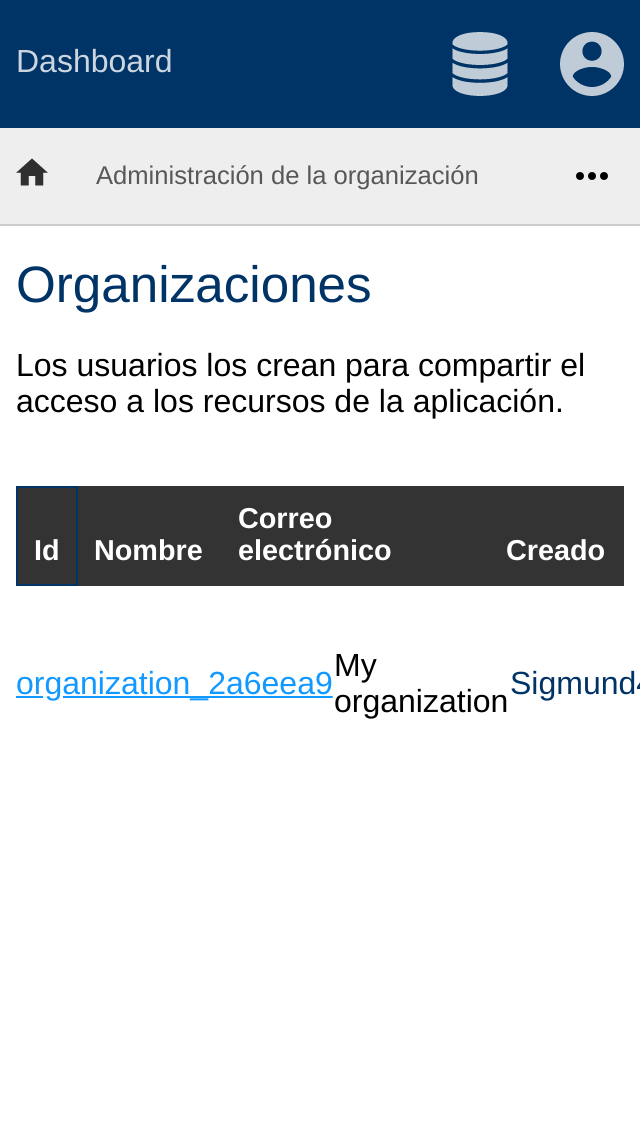 Dashboard
Administración de la organización
Organizaciones
Los usuarios los crean para compartir el
acceso a los recursos de la aplicación.
Id Nombre Correo electrónico Creado
organization_2a6eea9 My organization Sigmund